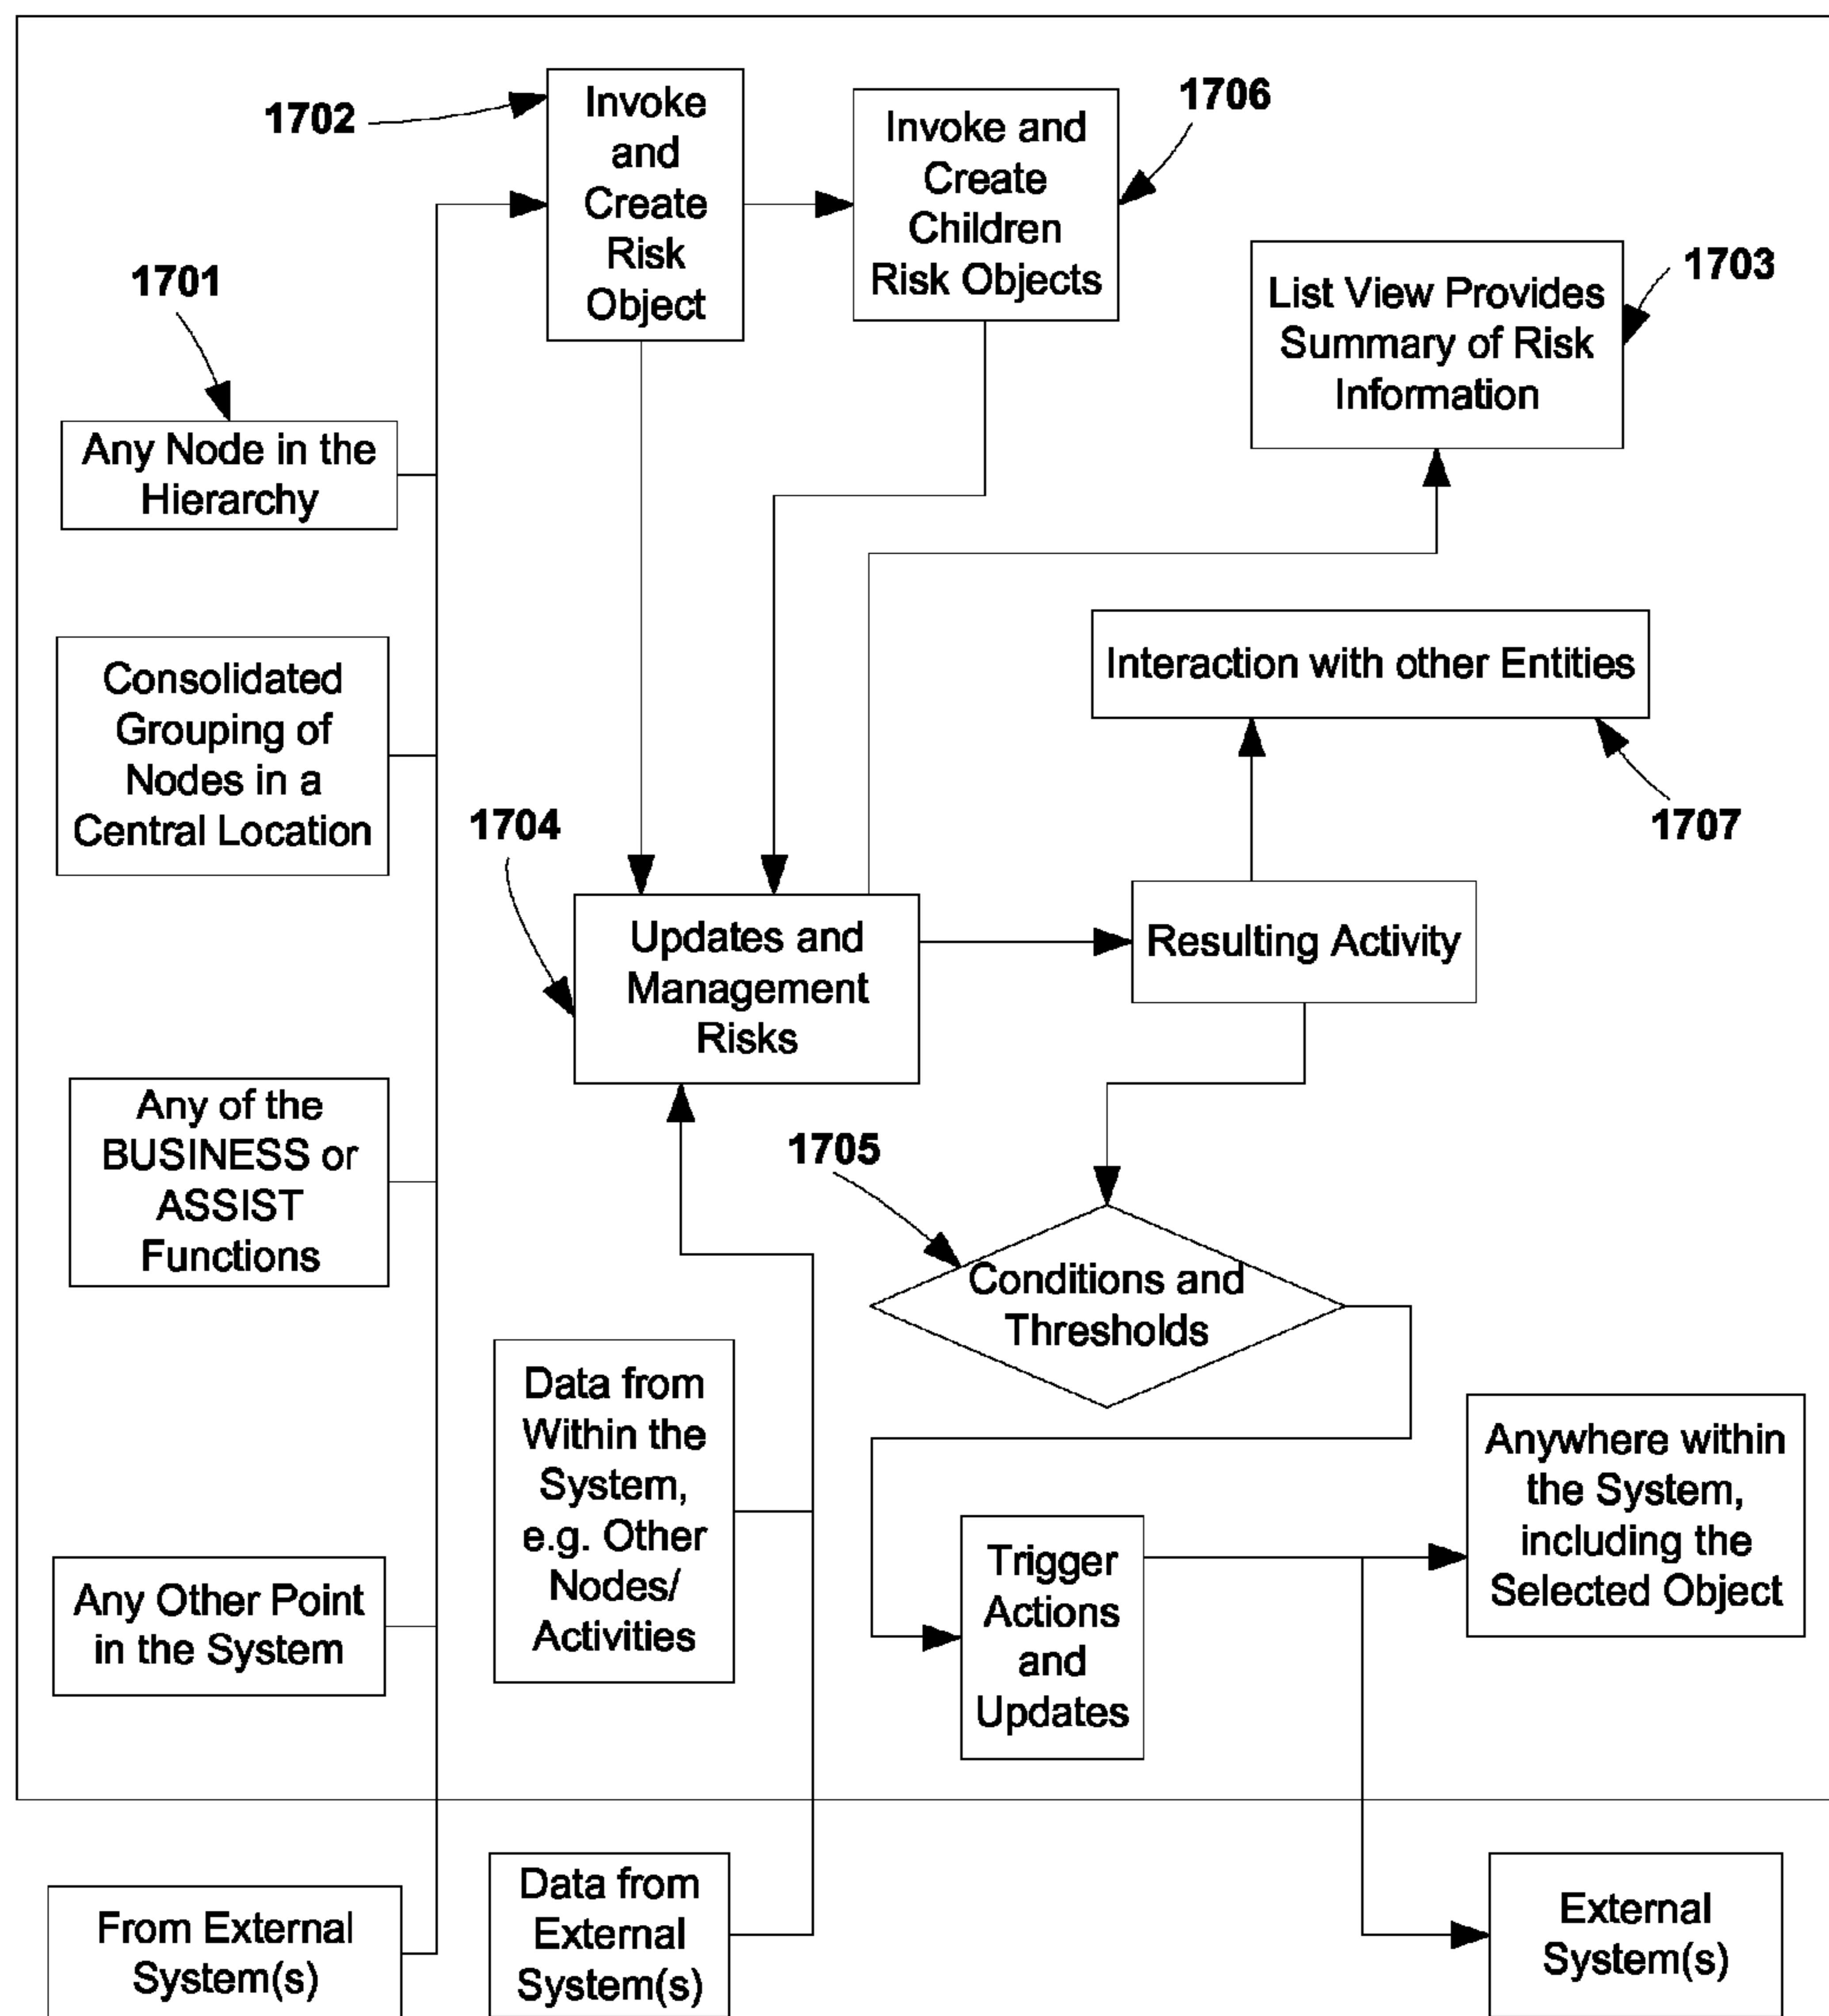 1702
Invoke
and
Create
Risk
Object
Invoke and
Create
Children
Risk Objects
1706
1701
List View Provides
Summary of Risk
Information
1703
Any Node in the
Hierarchy
Consolidated
Grouping of
Nodes in a
Central Location
Interaction with other Entities
1707
1704
Updates and
Management
Risks
Resulting Activity
Any of the
BUSINESS or
ASSIST
Functions
1705
Conditions and
Thresholds
Data from
Within the
System,
e.g. Other
Nodes/
Activities
Anywhere within
the System,
including the
Selected Object
Any Other Point
in the System
Trigger
Actions
and
Updates
From External
System(s)
Data from
External
System(s)
External
System(s)